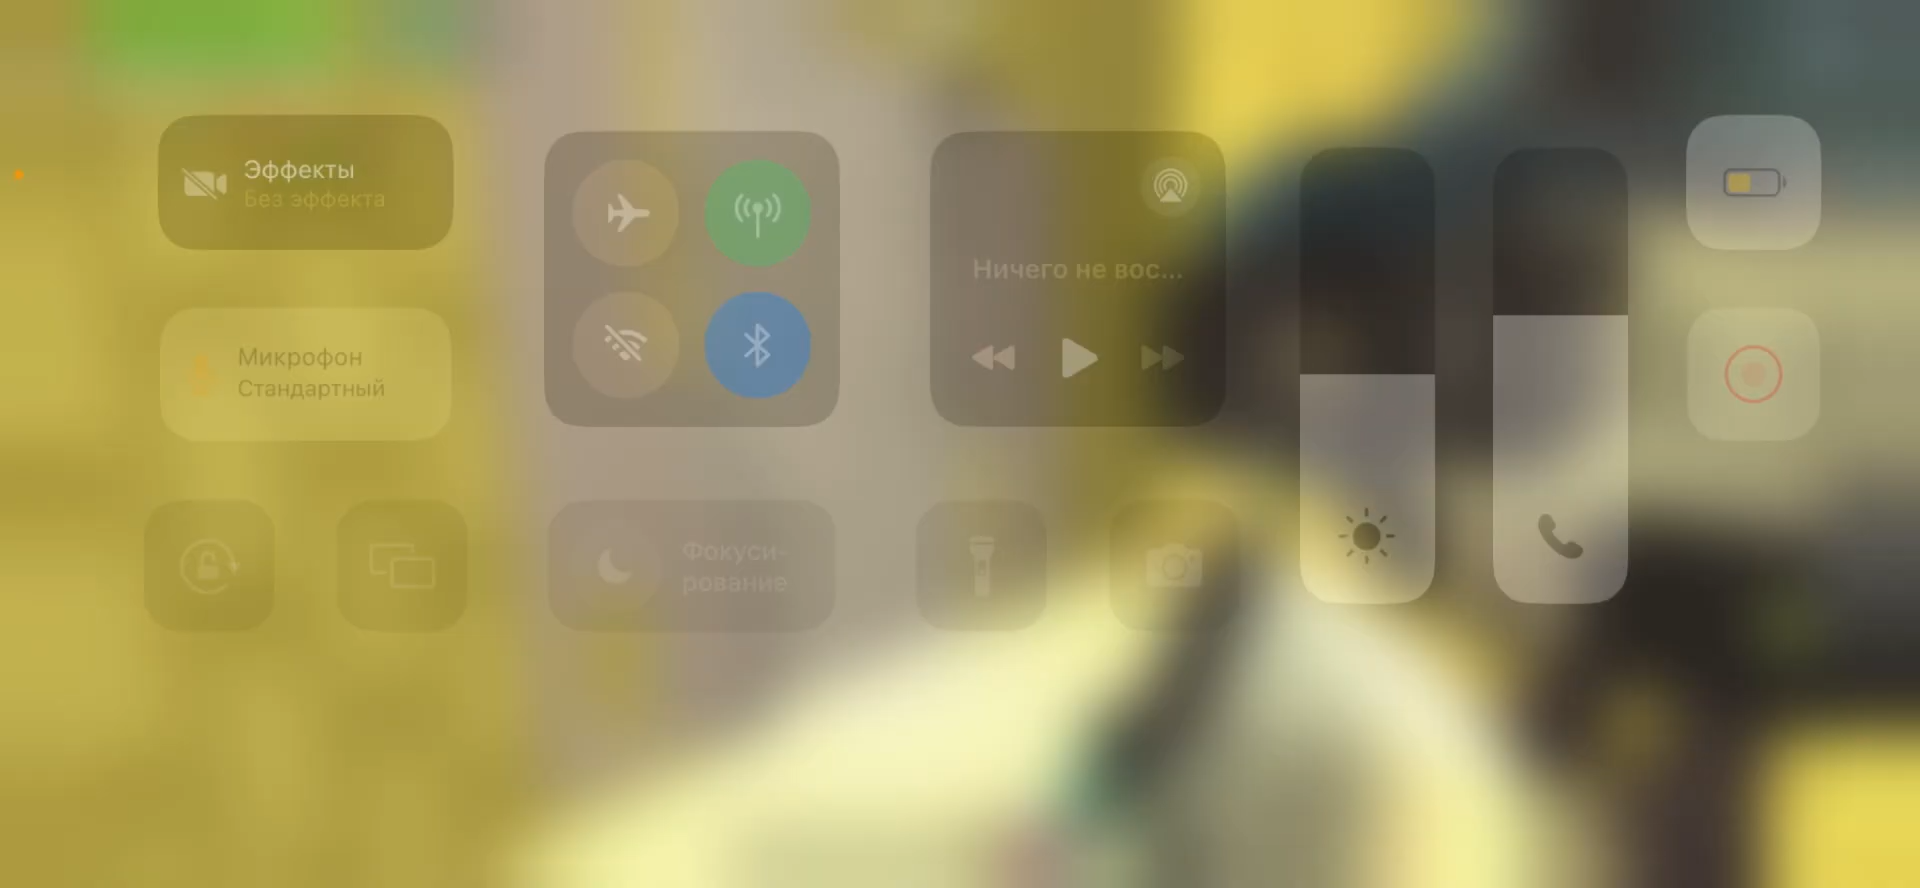 Эффекты
Без эффекта
Микрофон
Стандартный
Ничего не вос...
Фокуси-
рование